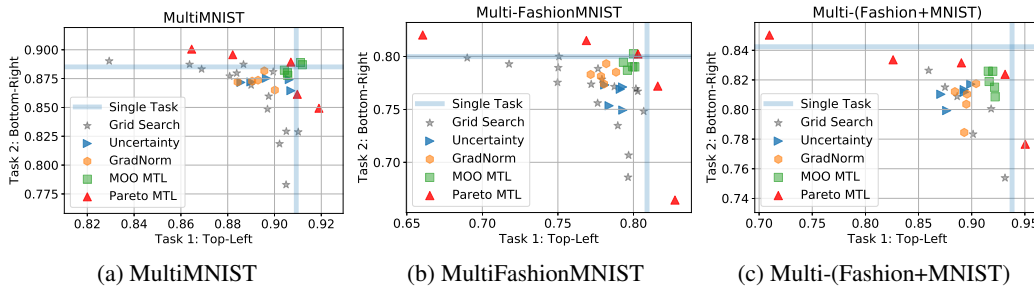 MultiMNIST
Task 2: Bottom-Right
0.900
0.875
0.850
0.825
0.800
0.775
Single Task
Grid Search
Uncertainty
GradNorm
MOO MTL
Pareto MTL
0.82 0.84 0.86 0.88 0.90 0.92
Task 1: Top-Left
(a) MultiMNIST
Multi-FashionMNIST
Task 2: Bottom-Right
0.80
0.75
0.70
Single Task
Grid Search
Uncertainty
GradNorm
MOO MTL
Pareto MTL
0.65 0.70 0.75 0.80
Task 1: Top-Left
(b) MultiFashionMNIST
Multi-(Fashion+MNIST)
Task 2: Bottom-Right
0.84
0.82
0.80
0.78
0.76
0.74
Single Task
Grid Search
Uncertainty
GradNorm
MOO MTL
Pareto MTL
0.70 0.75 0.80 0.85 0.90 0.95
Task 1: Top-Left
(c) Multi-(Fashion+MNIST)